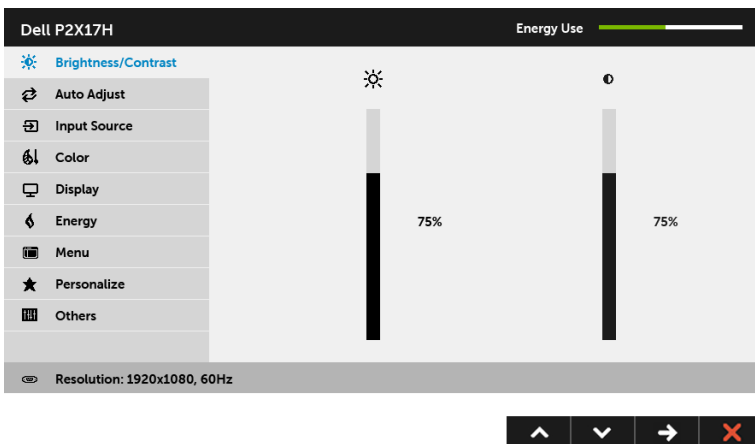 Dell P2X17H
Energy Use
Brightness/Contrast
Auto Adjust
Input Source
Color
Display
Energy
Menu
Personalize
Others
75%
75%
Resolution: 1920x1080, 60Hz